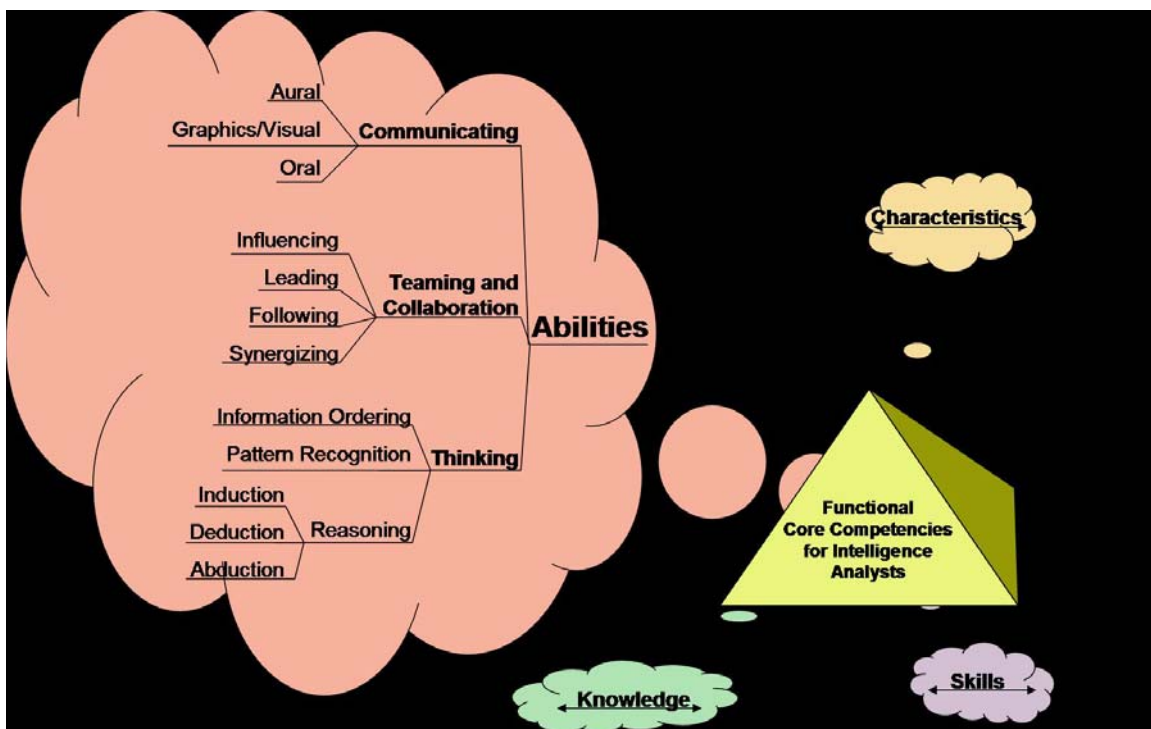 Aural
Graphics/Visual
Communicating
Oral
Influencing
Leading
Teaming and
Collaboration
Following
Synergizing
Abilities
Information Ordering
Pattern Recognition
Thinking
Induction
Deduction
Reasoning
Abduction
Characteristics
Functional
Core Competencies
for Intelligence
Analysts
Knowledge
Skills